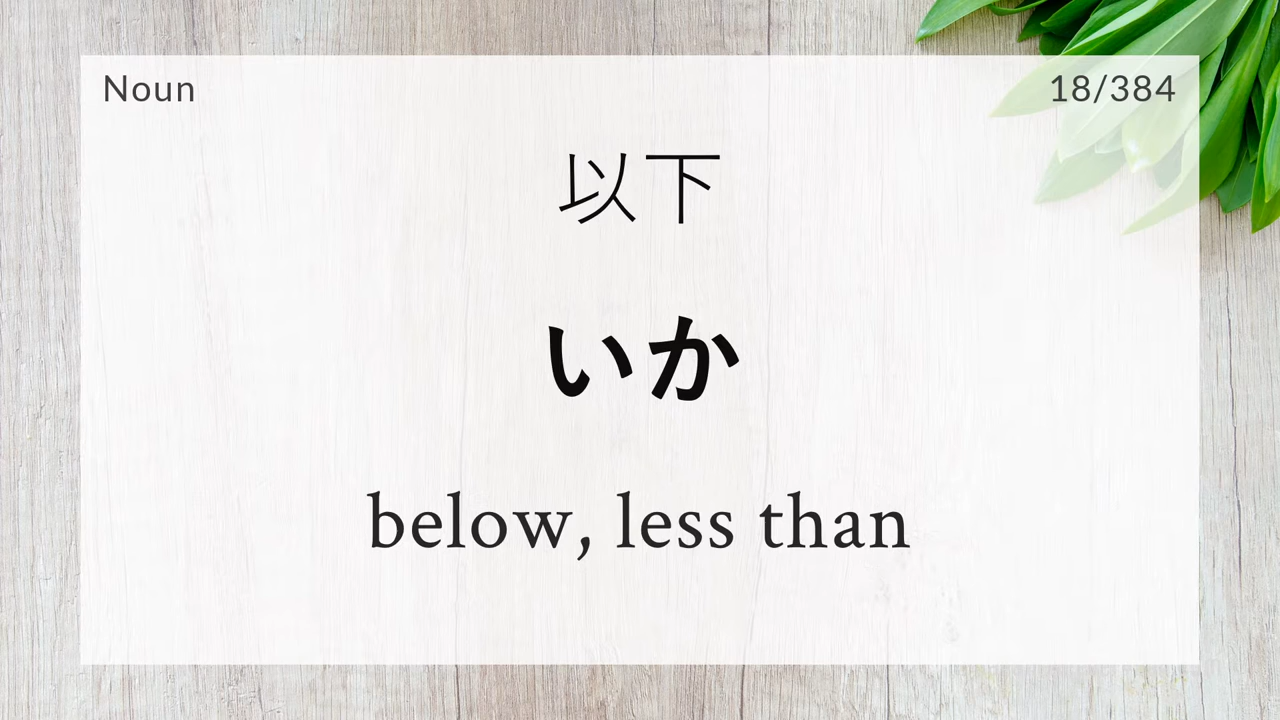 Noun
18/384
以下
いか
below, less than